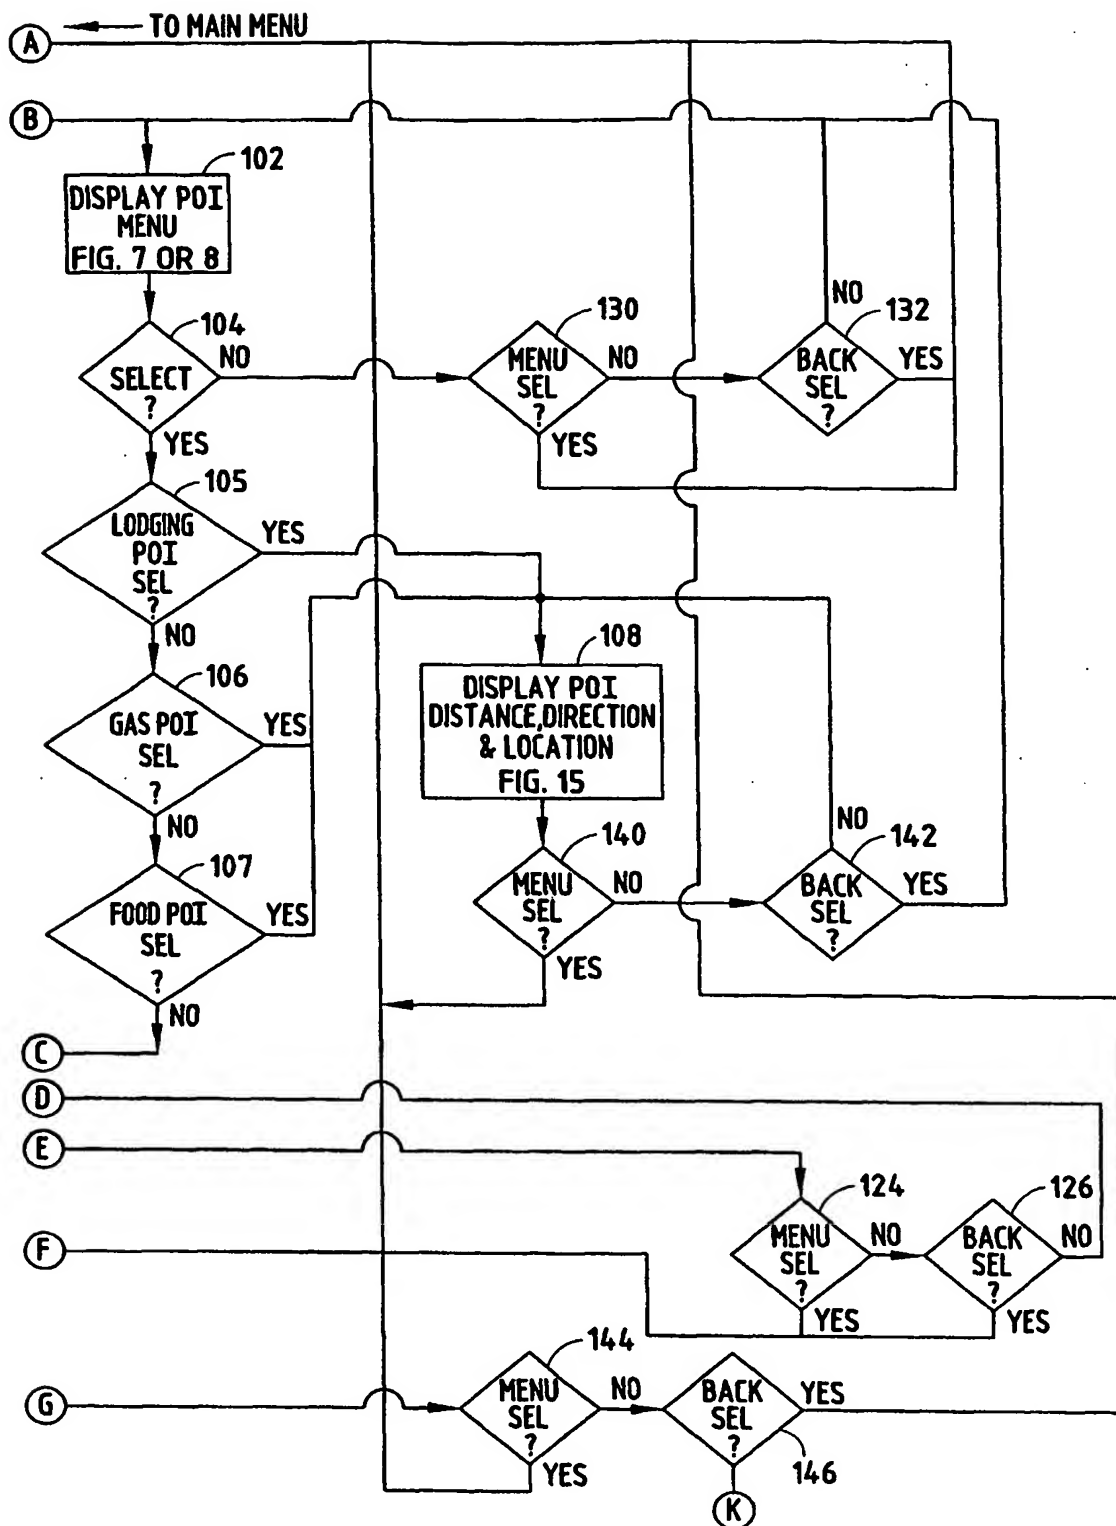 A TO MAIN MENU
B
102
DISPLAY POI
MENU
FIG. 7 OR 8
104
SELECT
?
NO
YES
130
MENU
SEL
?
NO
YES
132
BACK
SEL
?
NO
YES
105
LODGING
POI
SEL
?
YES
NO
106
GAS POI
SEL
?
YES
NO
107
FOOD POI
SEL
?
YES
NO
108
DISPLAY POI
DISTANCE,DIRECTION
& LOCATION
FIG. 15
140
MENU
SEL
?
NO
YES
142
BACK
SEL
?
NO
YES
C
D
E
124
MENU
SEL
?
NO
YES
126
BACK
SEL
?
NO
YES
F
G
144
MENU
SEL
?
NO
YES
BACK
SEL
?
YES
146
K